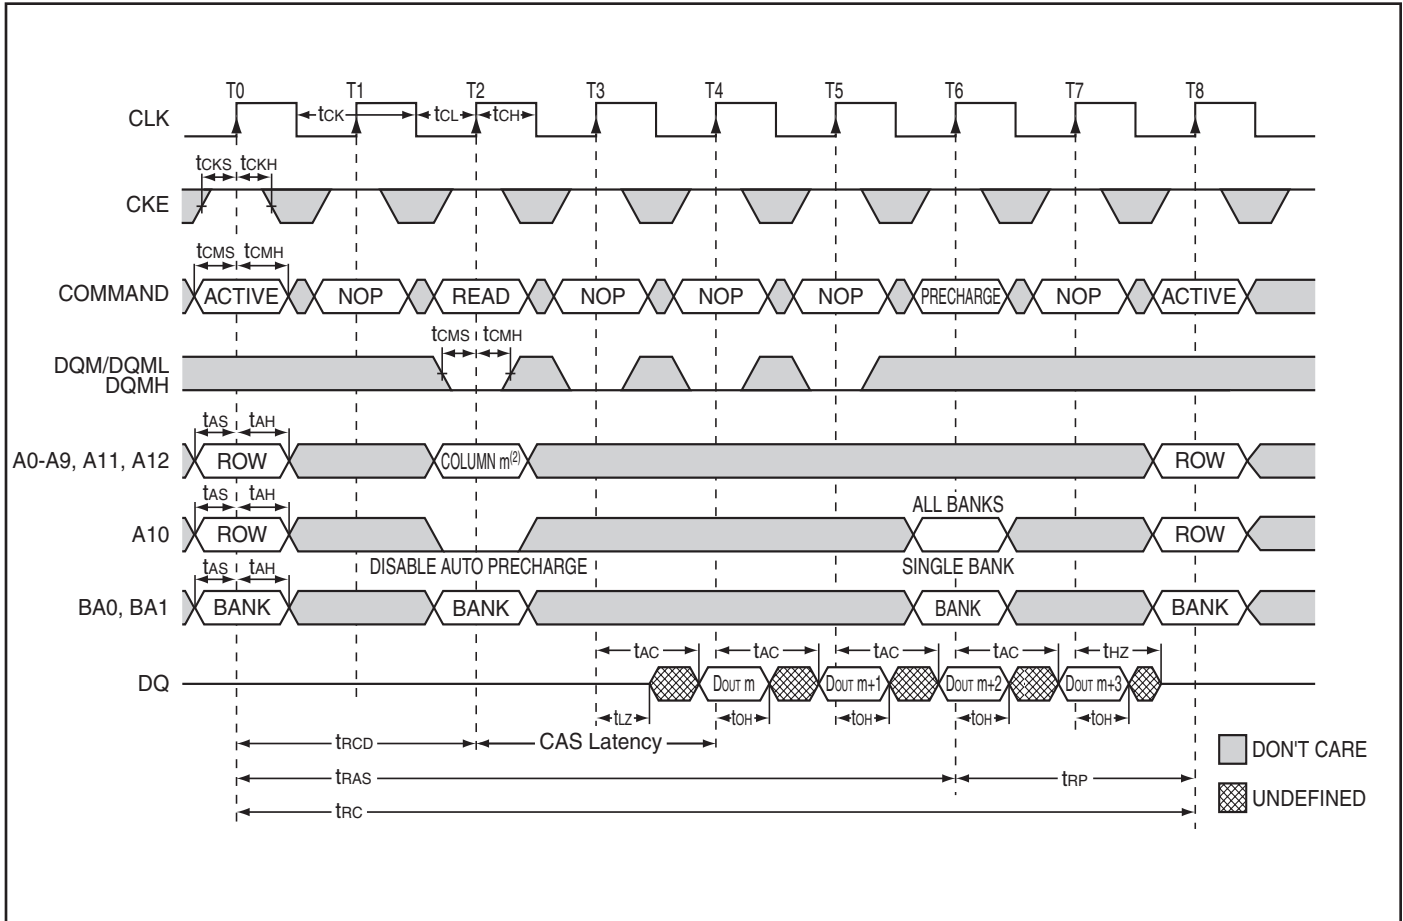 T0 T1 T2 T3 T4 T5 T6 T7 T8
CLK tCK tCL tCH
tCKS tCKH
CKE
tCMS tCMH
COMMAND ACTIVE NOP READ NOP NOP NOP PRECHARGE NOP ACTIVE
tCMS tCMH
DQM/DQML
DQMH
tAS tAH
A0-A9, A11, A12 ROW COLUMN m(2) ROW
tAS tAH ALL BANKS
A10 ROW ROW
DISABLE AUTO PRECHARGE SINGLE BANK
tAS tAH
BA0, BA1 BANK BANK BANK BANK
tAC tAC tAC tAC tHZ
DQ DOUT m DOUT m+1 DOUT m+2 DOUT m+3
tLZ tOH tOH tOH tOH
tRCD CAS Latency
DON'T CARE
tRAS tRP
UNDEFINED
tRC